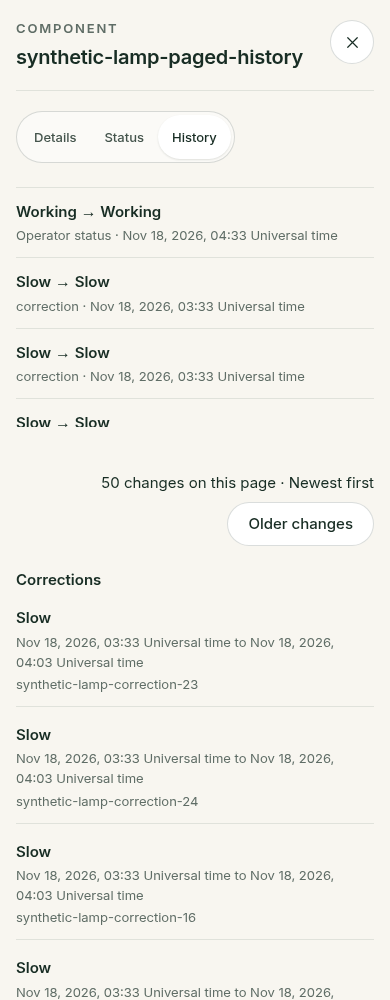 COMPONENT
synthetic-lamp-paged-history
Details Status History
Working → Working
Operator status · Nov 18, 2026, 04:33 Universal time
Slow → Slow
correction · Nov 18, 2026, 03:33 Universal time
Slow → Slow
correction · Nov 18, 2026, 03:33 Universal time
Slow → Slow
50 changes on this page · Newest first
Older changes
Corrections
Slow
Nov 18, 2026, 03:33 Universal time to Nov 18, 2026,
04:03 Universal time
synthetic-lamp-correction-23
Slow
Nov 18, 2026, 03:33 Universal time to Nov 18, 2026,
04:03 Universal time
synthetic-lamp-correction-24
Slow
Nov 18, 2026, 03:33 Universal time to Nov 18, 2026,
04:03 Universal time
synthetic-lamp-correction-16
Slow
Nov 18, 2026, 03:33 Universal time to Nov 18, 2026,